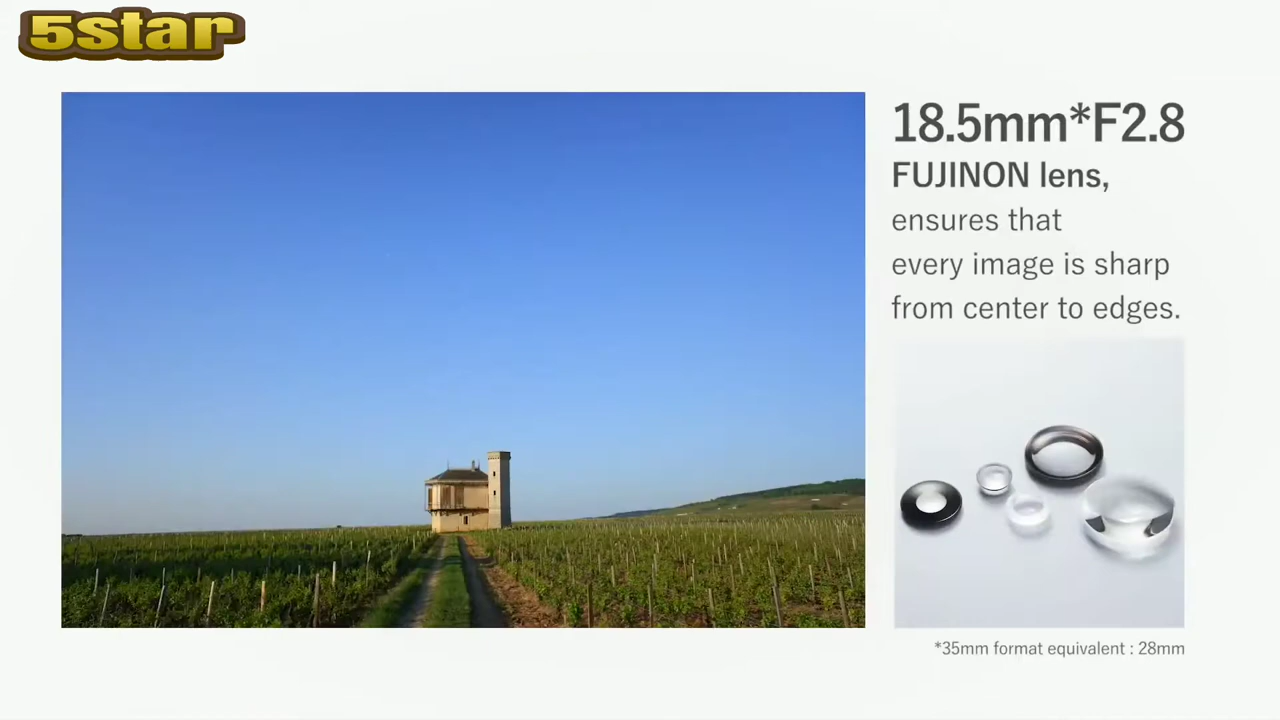 5star
18.5mm*F2.8
FUJINON lens,
ensures that
every image is sharp
from center to edges.
*35mm format equivalent : 28mm